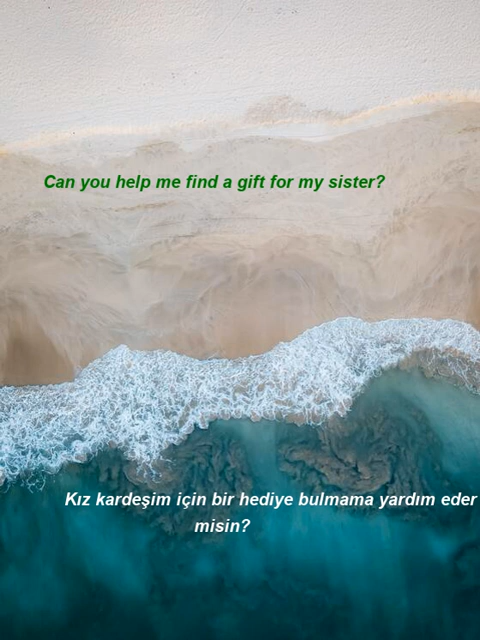 Can you help me find a gift for my sister?
Kız kardeşim için bir hediye bulmama yardım eder
misin?